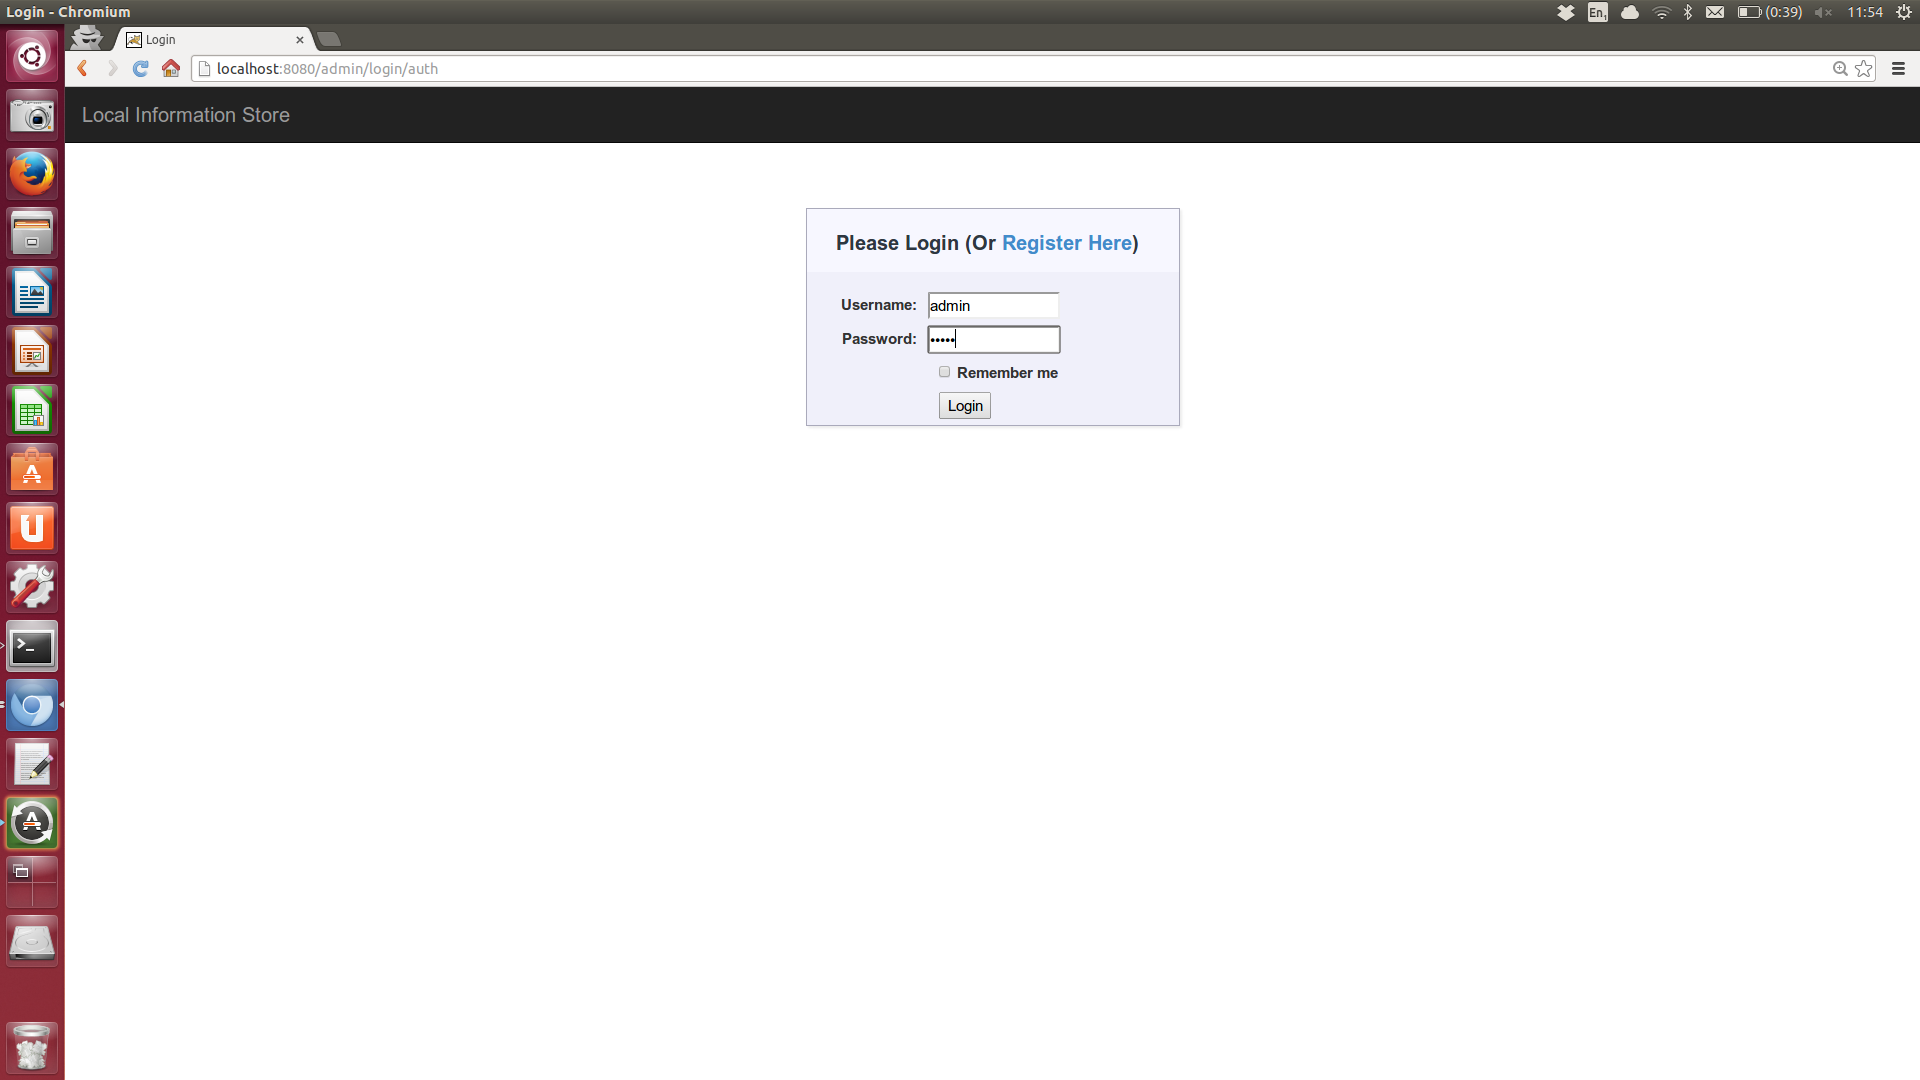 Login - Chromium
En1
(0:39)
11:54
Login
localhost:8080/admin/login/auth
Local Information Store
Please Login (Or Register Here)
Username: admin
Password: •••••
Remember me
Login